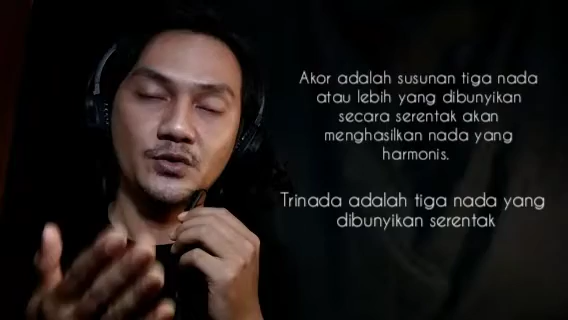 Akor adalah susunan tiga nada
atau lebih yang dibunyikan
secara serentak akan
menghasilkan nada yang
harmonis.
Trinada adalah tiga nada yang
dibunyikan serentak